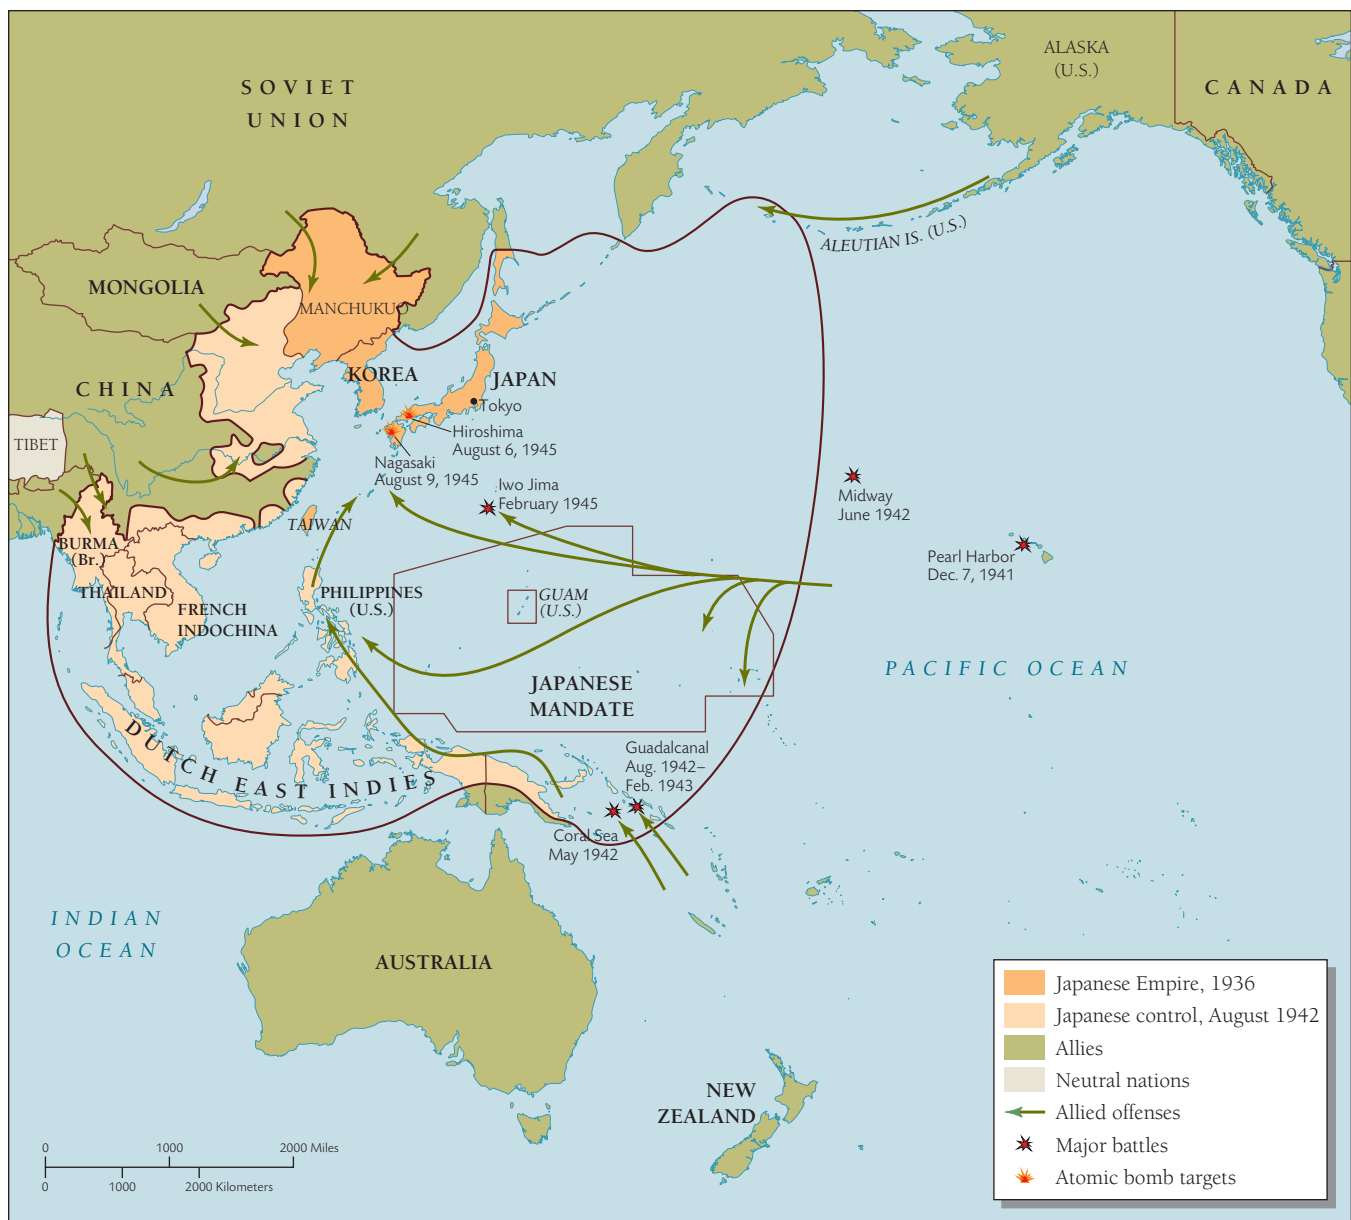 SOVIET
UNION
ALASKA
(U.S.)
CANADA
ALEUTIAN IS. (U.S.)
MONGOLIA
MANCHUKUO
CHINA
KOREA
JAPAN
Tokyo
TIBET
Hiroshima
August 6, 1945
Nagasaki
August 9, 1945
Iwo Jima
February 1945
Midway
June 1942
TAIWAN
BURMA
(Br.)
Pearl Harbor
Dec. 7, 1941
THAILAND
FRENCH
INDOCHINA
PHILIPPINES
(U.S.)
GUAM
(U.S.)
PACIFIC OCEAN
JAPANESE
MANDATE
DUTCH EAST INDIES
Guadalcanal
Aug. 1942–
Feb. 1943
Coral Sea
May 1942
INDIAN
OCEAN
AUSTRALIA
NEW
ZEALAND
Japanese Empire, 1936
Japanese control, August 1942
Allies
Neutral nations
Allied offenses
Major battles
Atomic bomb targets
0 1000 2000 Miles
0 1000 2000 Kilometers